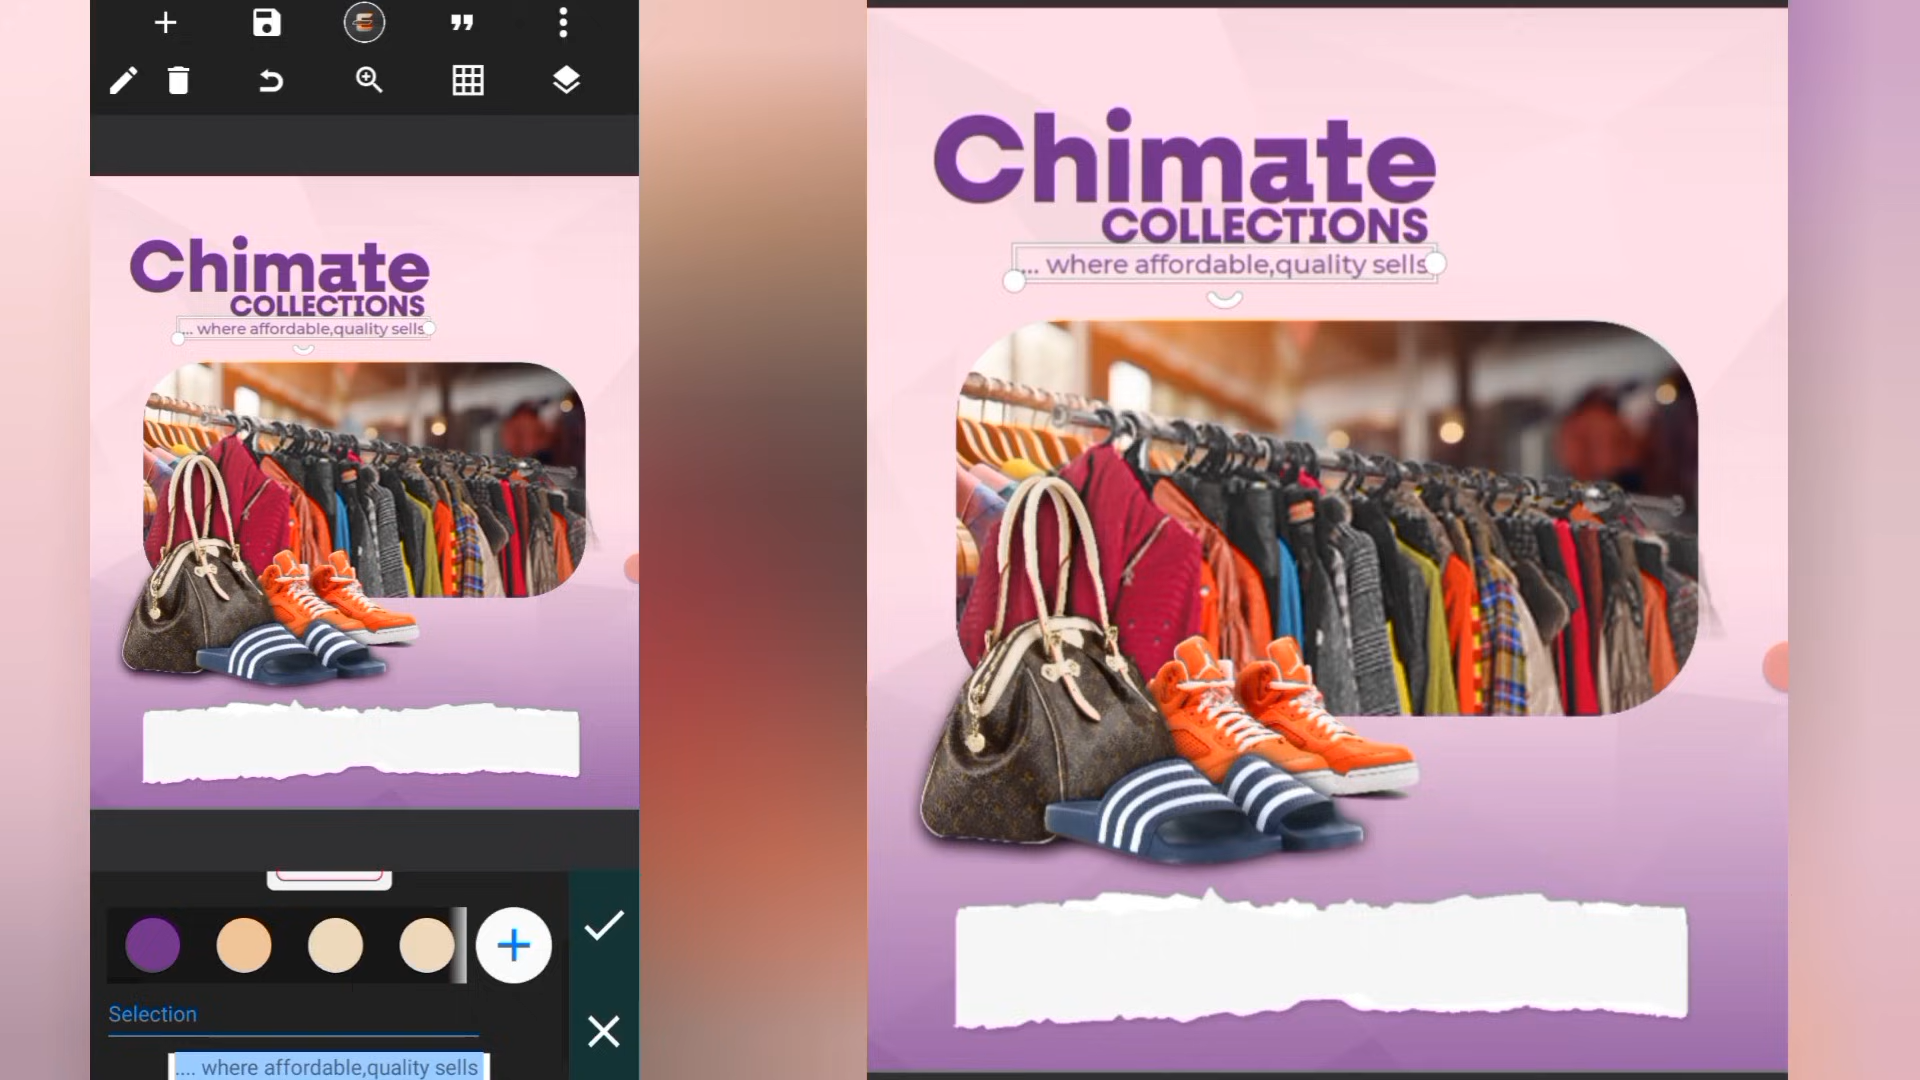 Chimate
COLLECTIONS
... where affordable,quality sells
Selection
.... where affordable,quality sells
Chimate
COLLECTIONS
... where affordable,quality sells